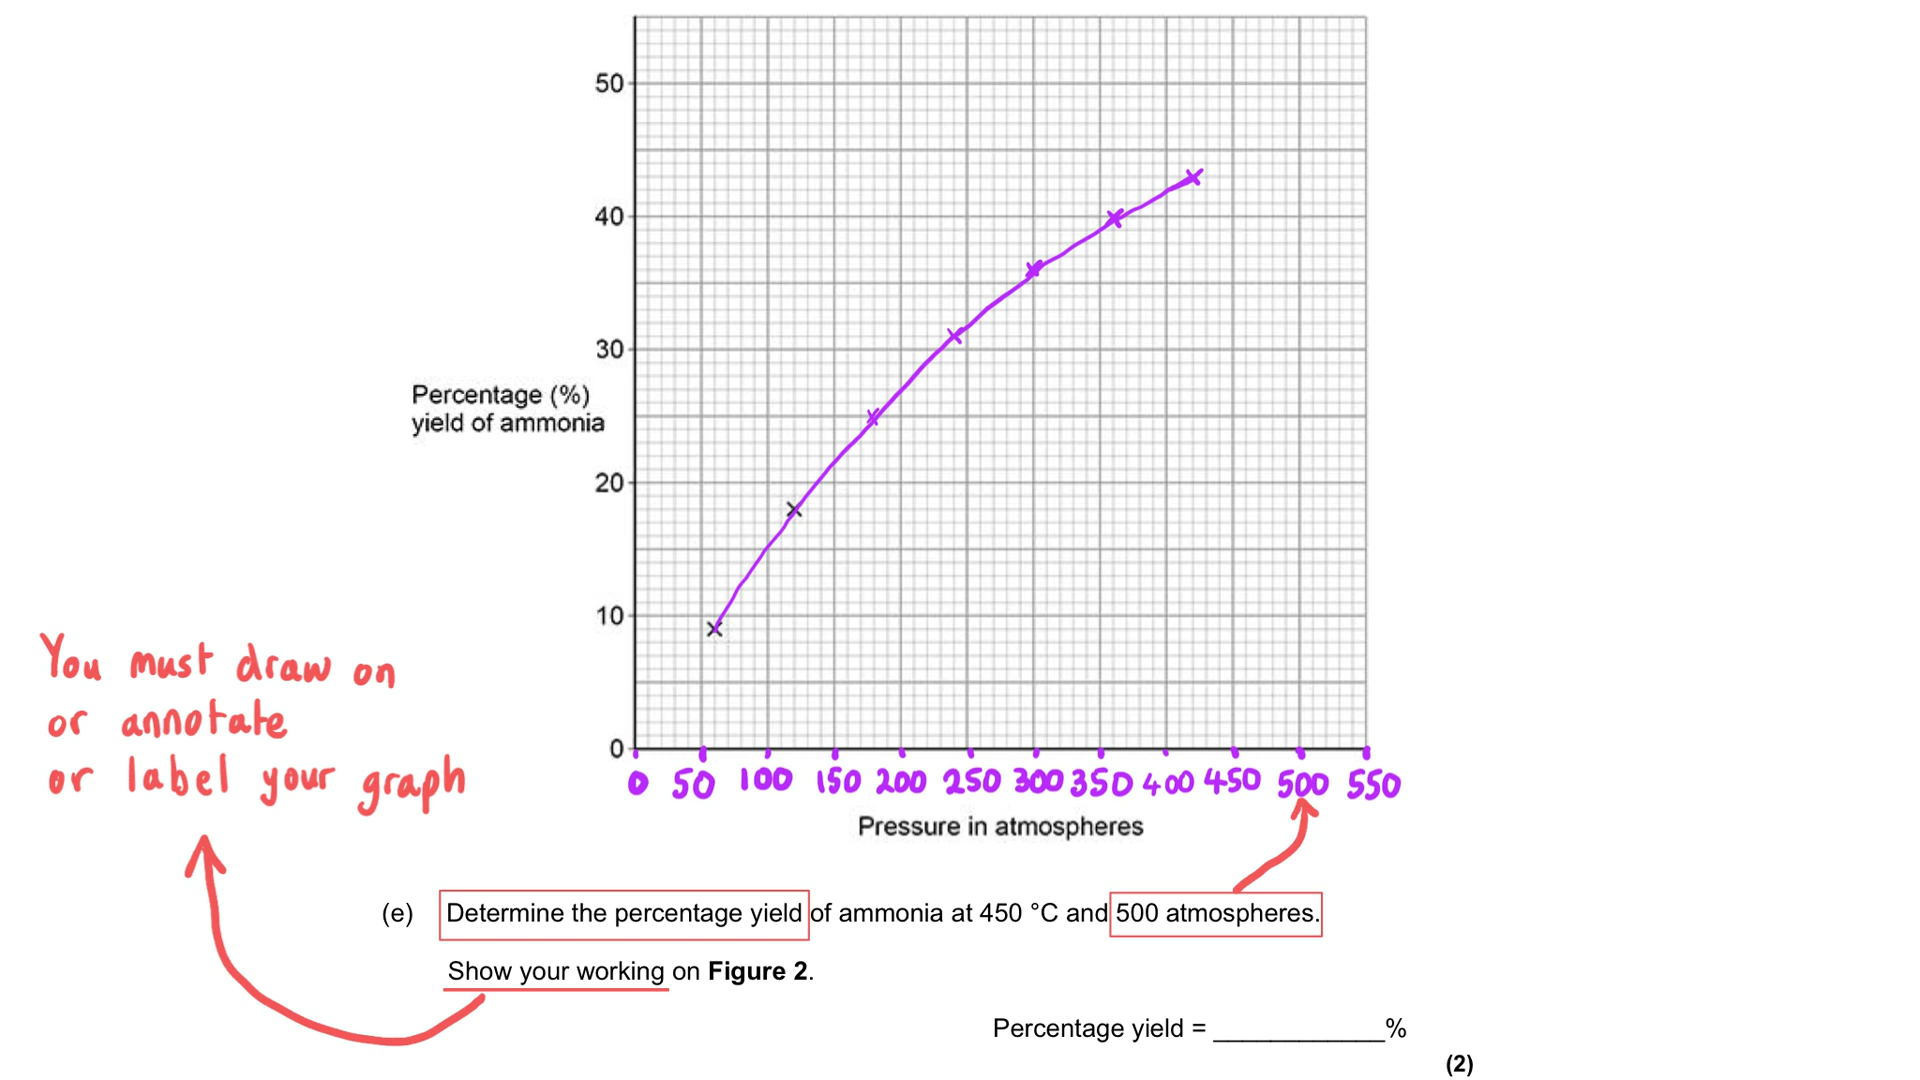 50
40
30
Percentage (%)
yield of ammonia
20
10
0
You must draw on
or annotate
or label your graph
0 50 100 150 200 250 300 350 400 450 500 550
Pressure in atmospheres
(e) Determine the percentage yield of ammonia at 450 °C and 500 atmospheres.
Show your working on Figure 2.
Percentage yield = ____________%
(2)